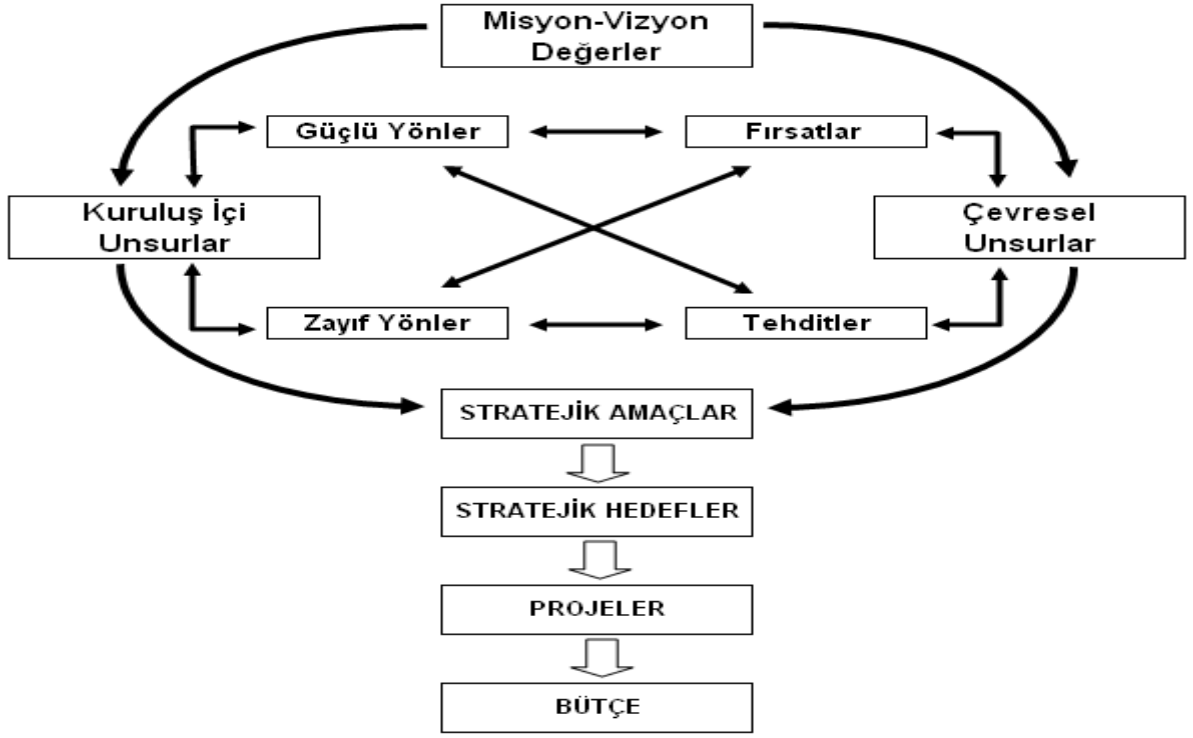 Misyon-Vizyon
Değerler
Güçlü Yönler
Fırsatlar
Kuruluş İçi
Unsurlar
Çevresel
Unsurlar
Zayıf Yönler
Tehditler
STRATEJİK AMAÇLAR
STRATEJİK HEDEFLER
PROJELER
BÜTÇE